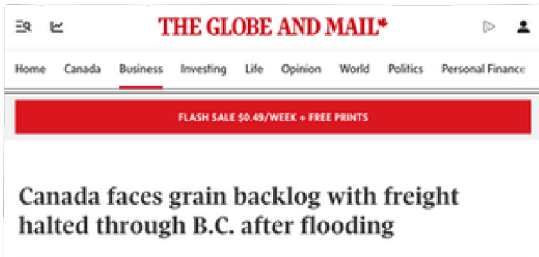 THE GLOBE AND MAIL
Home Canada Business Investing Life Opinion World Politics Personal Finance
FLASH SALE $0.49/WEEK + FREE PRINTS
Canada faces grain backlog with freight
halted through B.C. after flooding